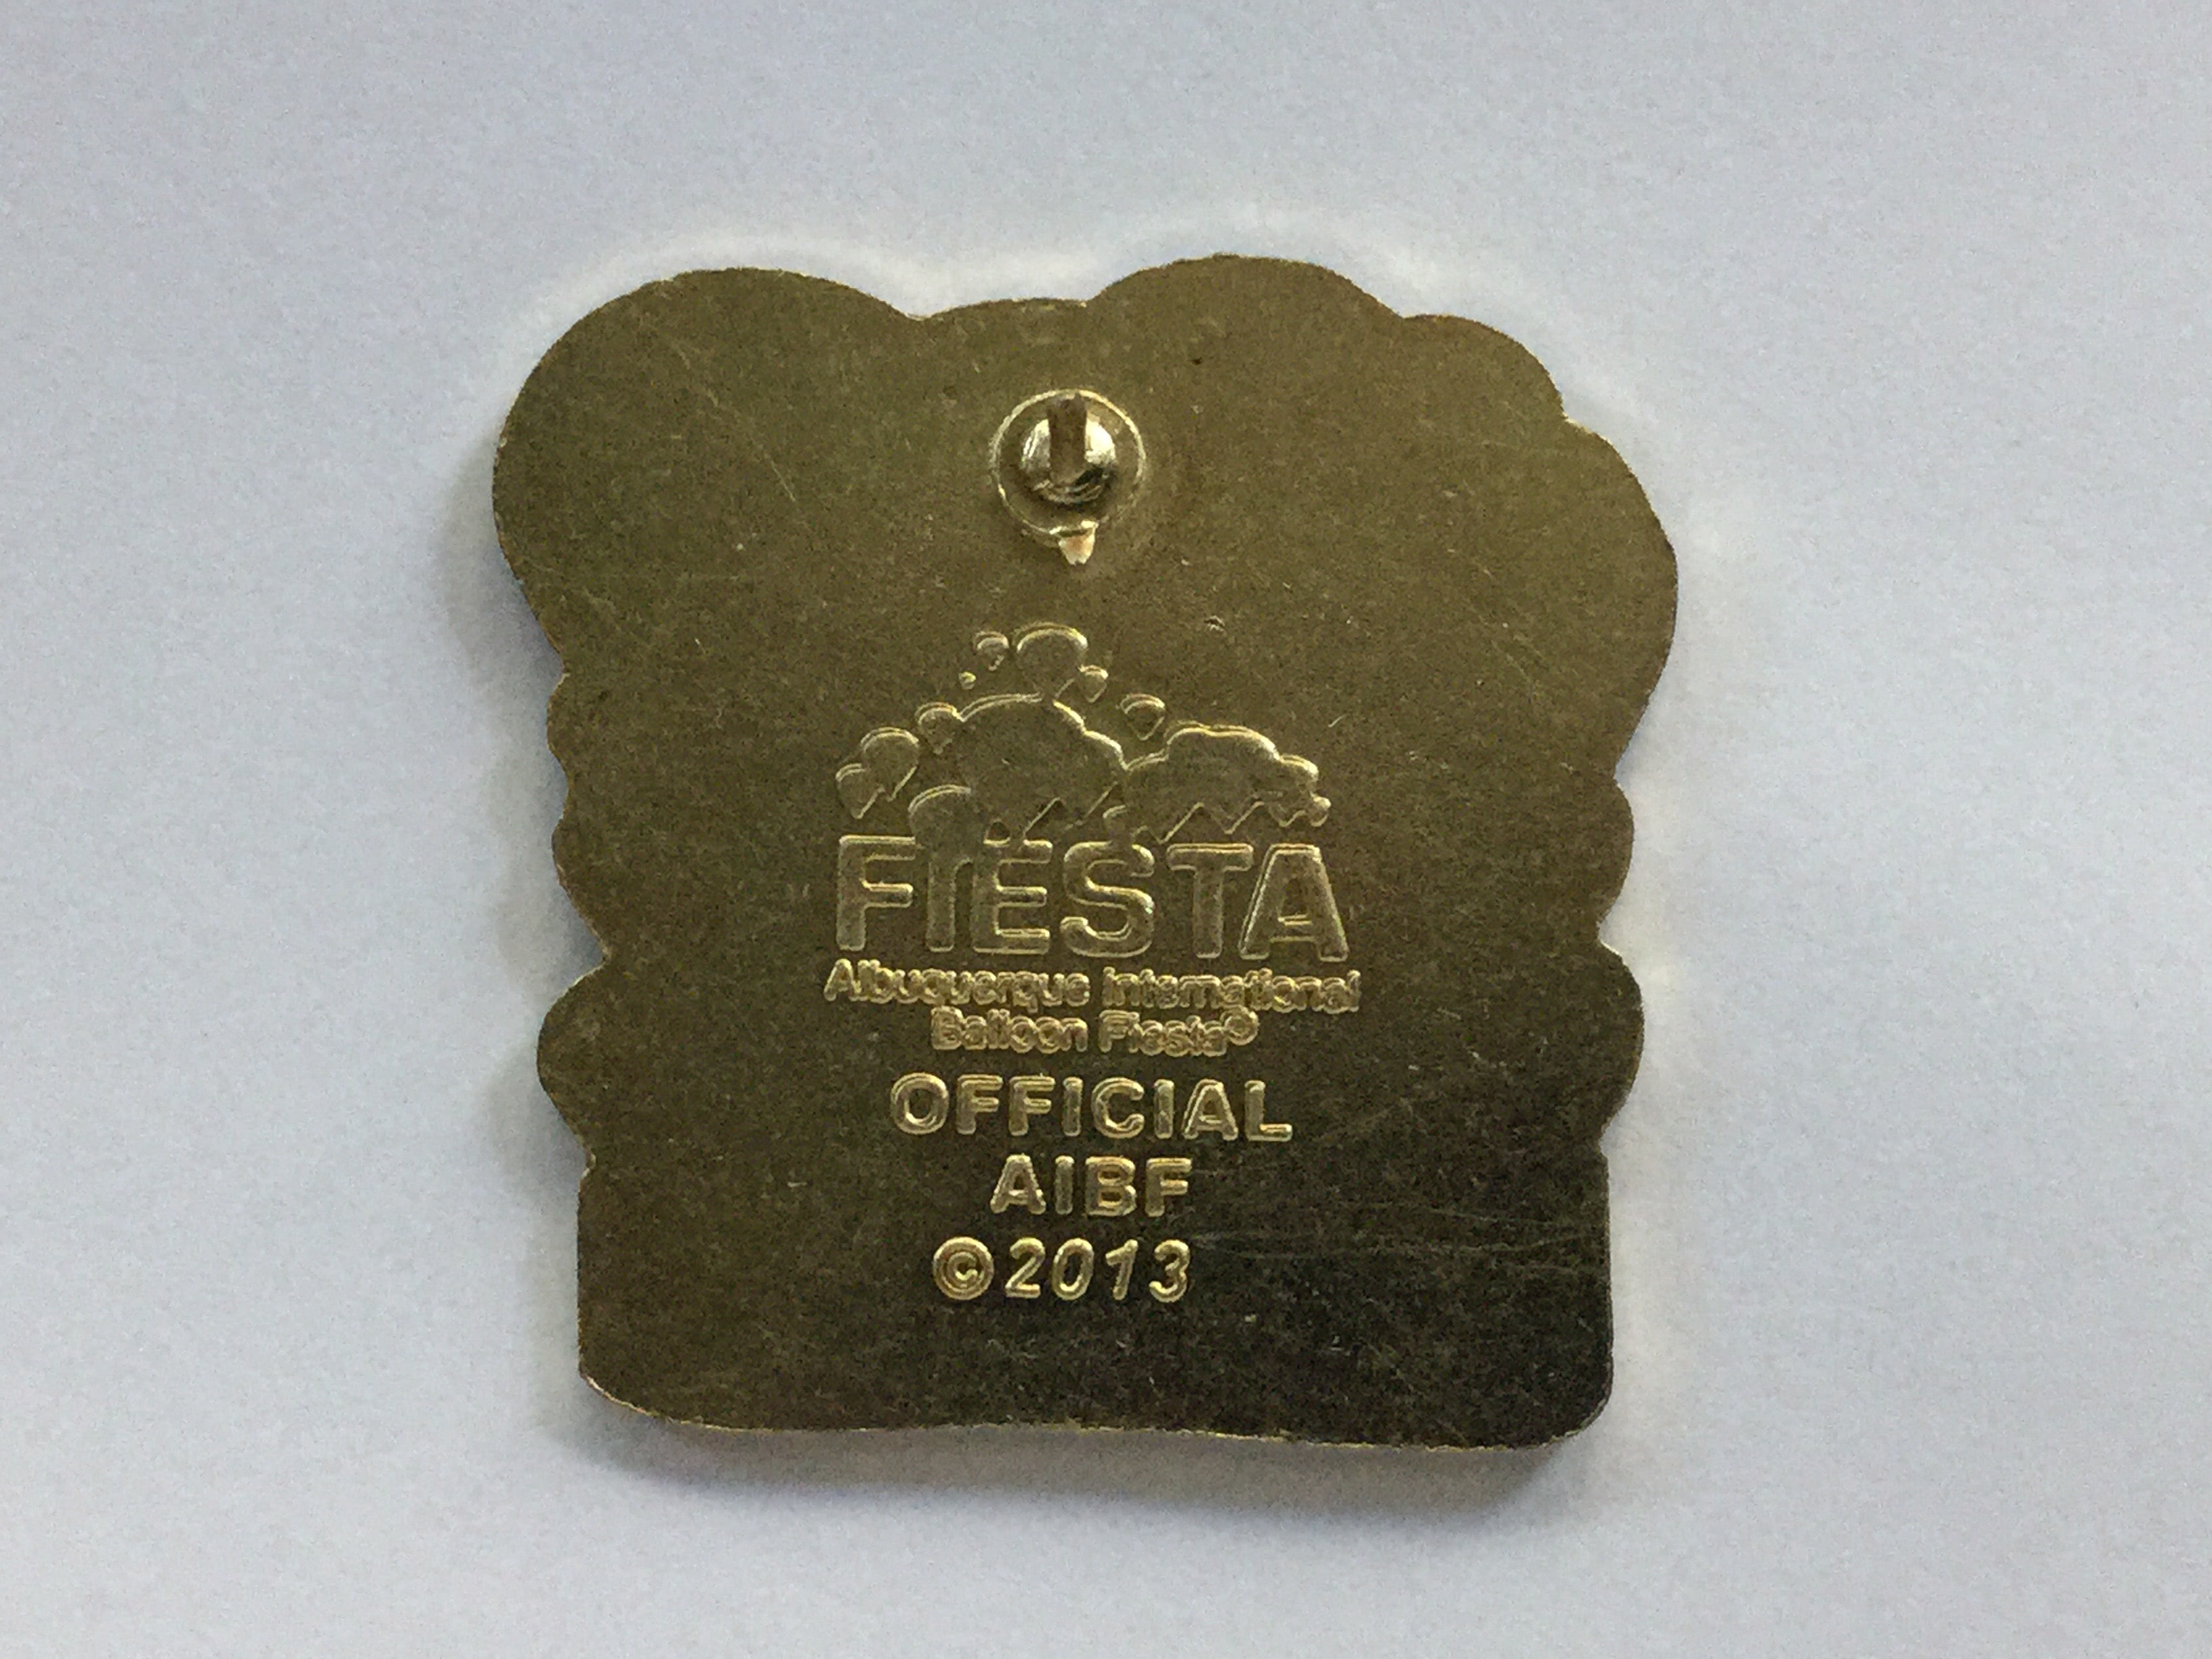 FIESTA
Albuquerque International
Balloon Fiesta®
OFFICIAL
AIBF
©2013